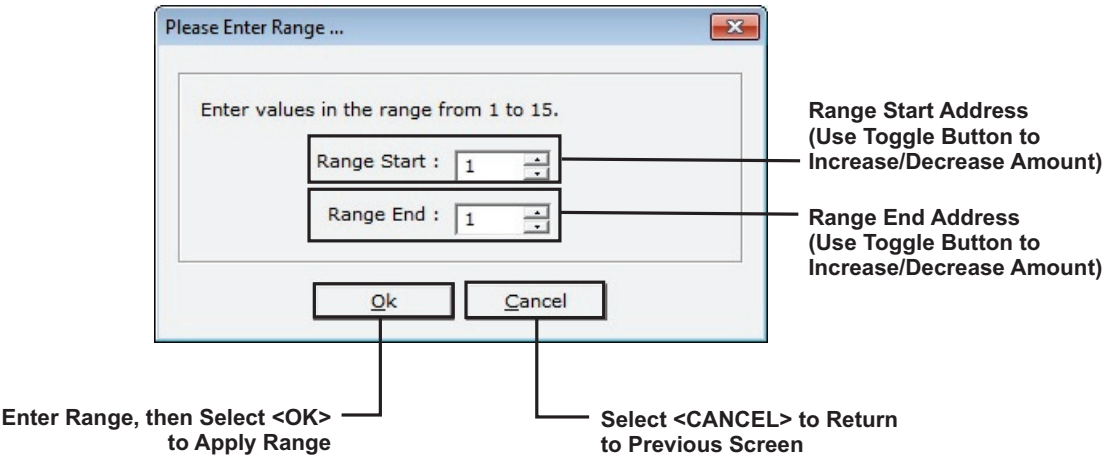 Please Enter Range ...
Enter values in the range from 1 to 15.
Range Start : 1
Range End : 1
Ok
Cancel
Range Start Address
(Use Toggle Button to
Increase/Decrease Amount)
Range End Address
(Use Toggle Button to
Increase/Decrease Amount)
Enter Range, then Select <OK>
to Apply Range
Select <CANCEL> to Return
to Previous Screen